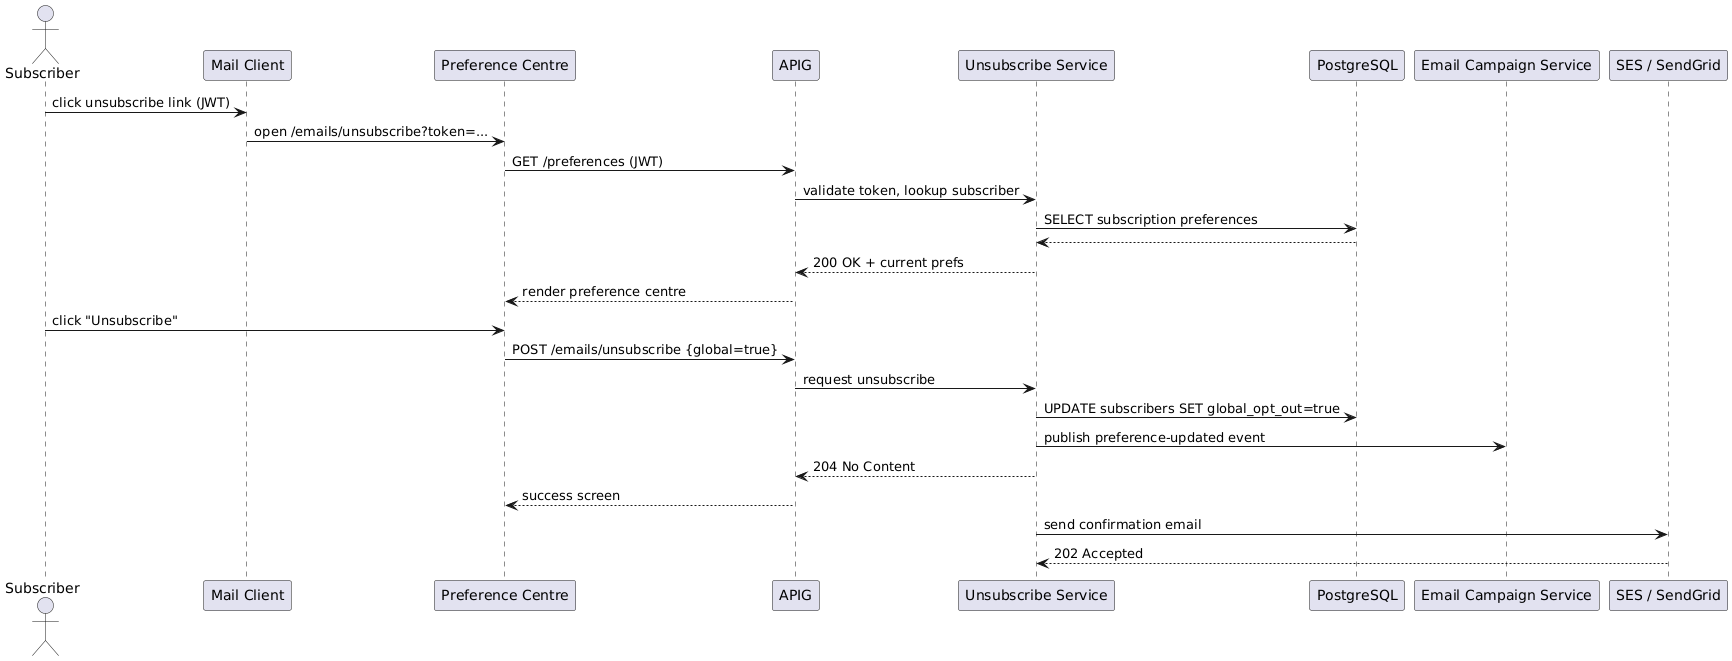 Subscriber
Mail Client
Preference Centre
APIG
Unsubscribe Service
PostgreSQL
Email Campaign Service
SES / SendGrid
click unsubscribe link (JWT)
open /emails/unsubscribe?token=...
GET /preferences (JWT)
validate token, lookup subscriber
SELECT subscription preferences
200 OK + current prefs
render preference centre
click "Unsubscribe"
POST /emails/unsubscribe {global=true}
request unsubscribe
UPDATE subscribers SET global_opt_out=true
publish preference-updated event
204 No Content
success screen
send confirmation email
202 Accepted
Subscriber
Mail Client
Preference Centre
APIG
Unsubscribe Service
PostgreSQL
Email Campaign Service
SES / SendGrid